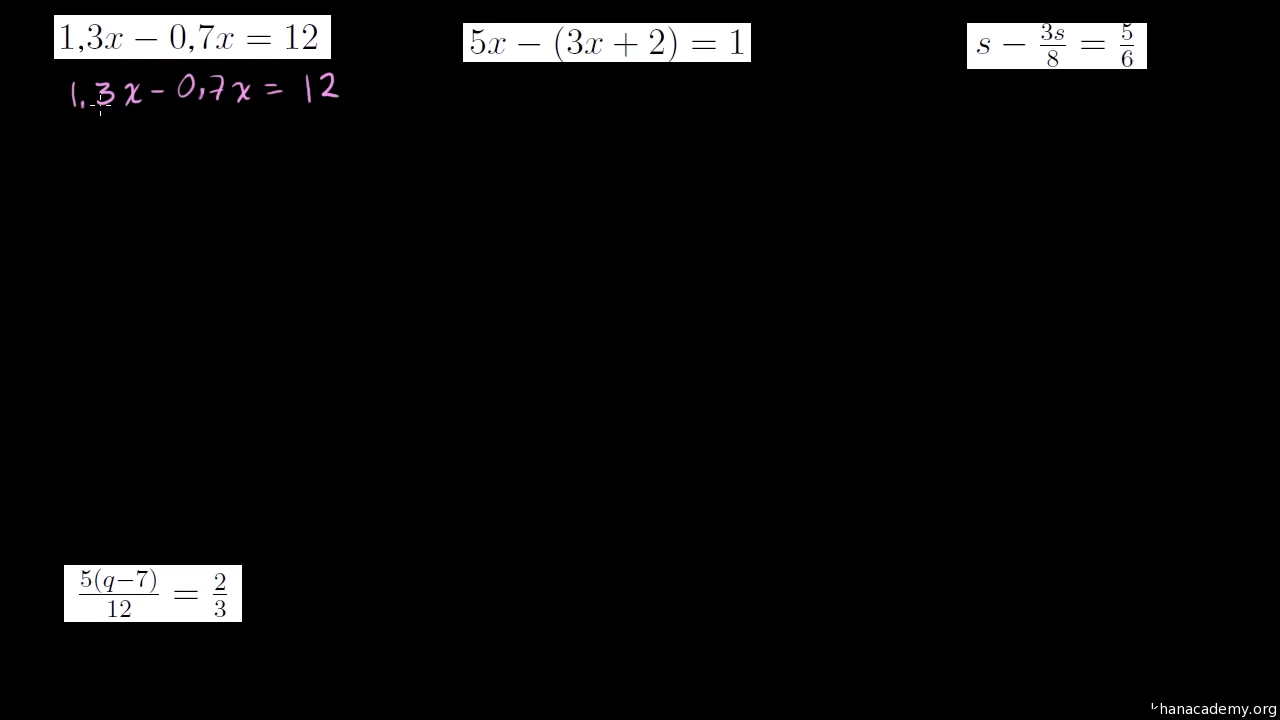 1,3x − 0,7x = 12
5x − (3x + 2) = 1
s − 3s/8 = 5/6
1,3x − 0,7x = 12
5(q−7)/12 = 2/3
khanacademy.org